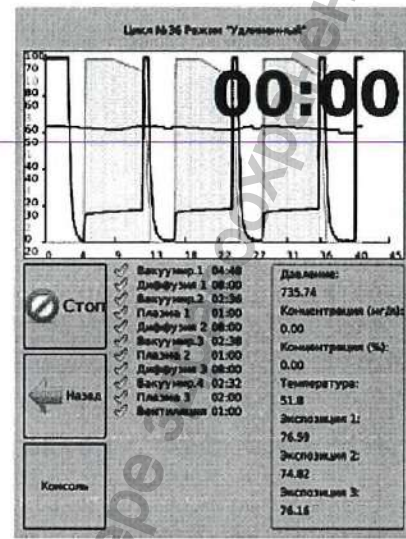 Цикл №36 Режим "Удлиненный"
00:00
100
90
80
70
60
50
40
30
20
10
0
0 4 9 13 18 22 27 31 36 40 45
Стоп
Назад
Консоль
Вакуумир.1 04:48
Диффузия 1 08:00
Вакуумир.2 02:36
Плазма 1 01:00
Диффузия 2 08:00
Вакуумир.3 02:38
Плазма 2 01:00
Диффузия 3 08:00
Вакуумир.4 02:32
Плазма 3 02:00
Вентиляция 01:00
Давление:
735.74
Концентрация (мг/л):
0.00
Концентрация (%):
0.00
Температура:
51.8
Экспозиция 1:
76.59
Экспозиция 2:
74.82
Экспозиция 3:
76.16